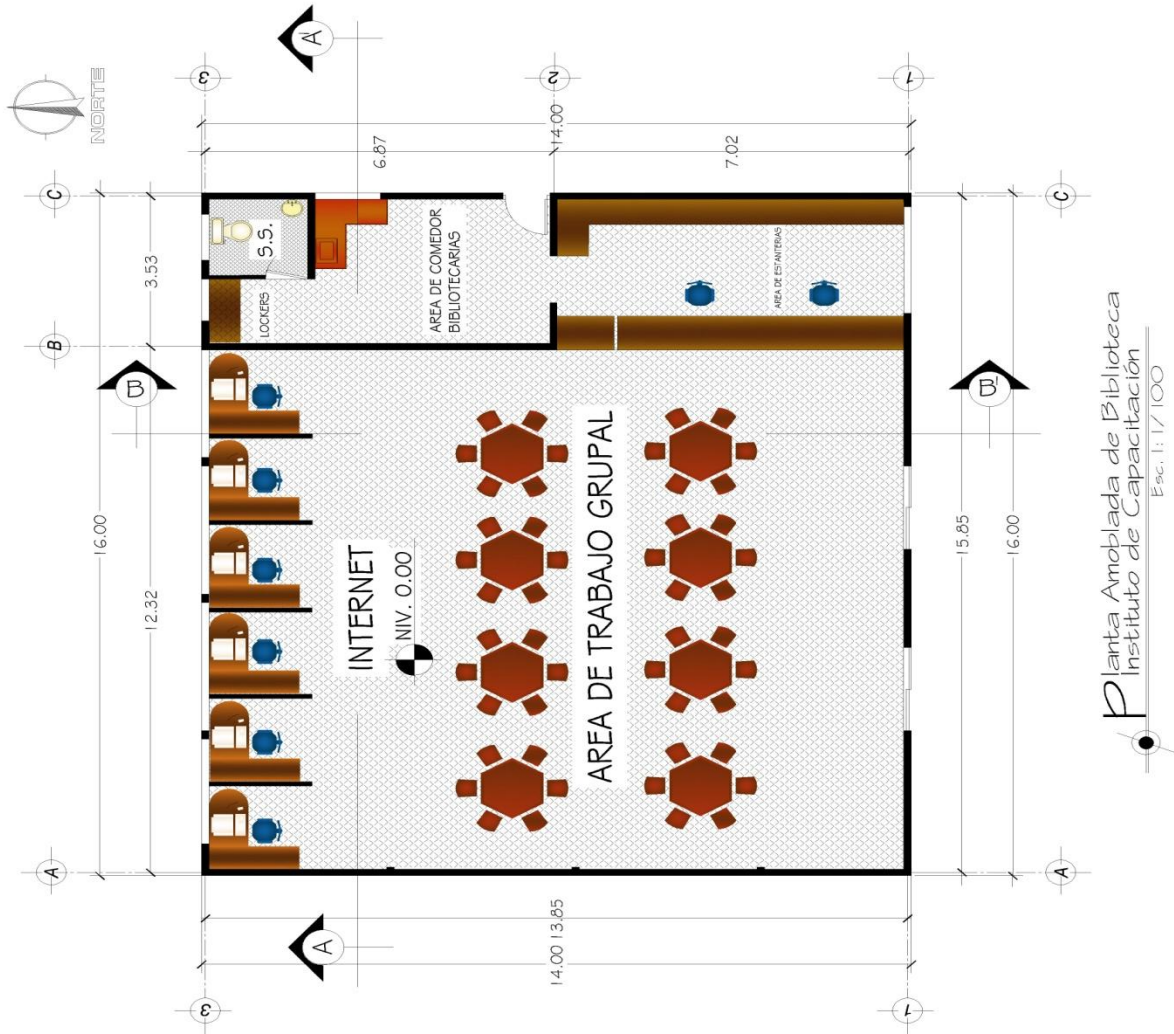 A'
NORTE
3
2
1
14.00
6.87
7.02
C
C
S.S.
3.53
LOCKERS
AREA DE COMEDOR
BIBLIOTECARIAS
AREA DE ESTANTERIAS
B
B
B'
16.00
12.32
INTERNET
NIV. 0.00
AREA DE TRABAJO GRUPAL
15.85
16.00
A
A
A
14.00
13.85
3
1
Planta Amoblada de Biblioteca
Instituto de Capacitación
Esc. 1: 1/100